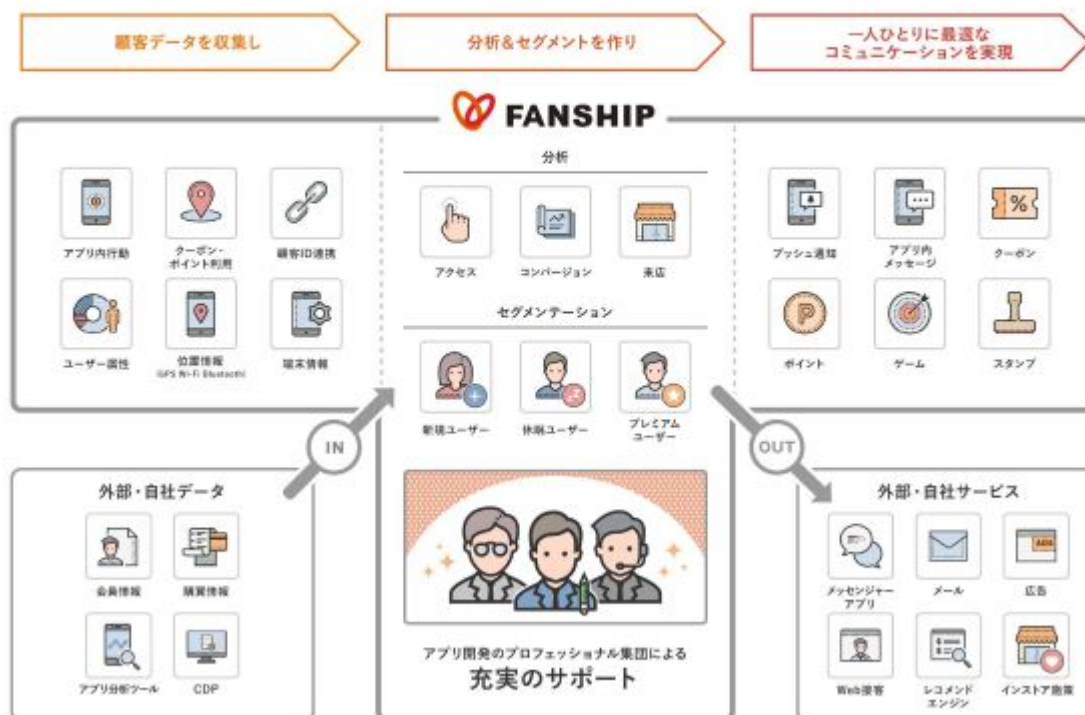 顧客データを収集し
分析&セグメントを作り
一人ひとりに最適な
コミュニケーションを実現
FANSHIP
アプリ内行動
クーポン・
ポイント利用
顧客ID連携
ユーザー属性
位置情報
(GPS Wi-Fi Bluetooth)
端末情報
分析
アクセス
コンバージョン
来店
セグメンテーション
新規ユーザー
休眠ユーザー
プレミアム
ユーザー
プッシュ通知
アプリ内
メッセージ
クーポン
%
P
ポイント
ゲーム
スタンプ
IN
OUT
外部・自社データ
会員情報
購買情報
アプリ分析ツール
CDP
アプリ開発のプロフェッショナル集団による
充実のサポート
外部・自社サービス
メッセンジャー
アプリ
メール
ADS
広告
Web接客
レコメンド
エンジン
インストア施策